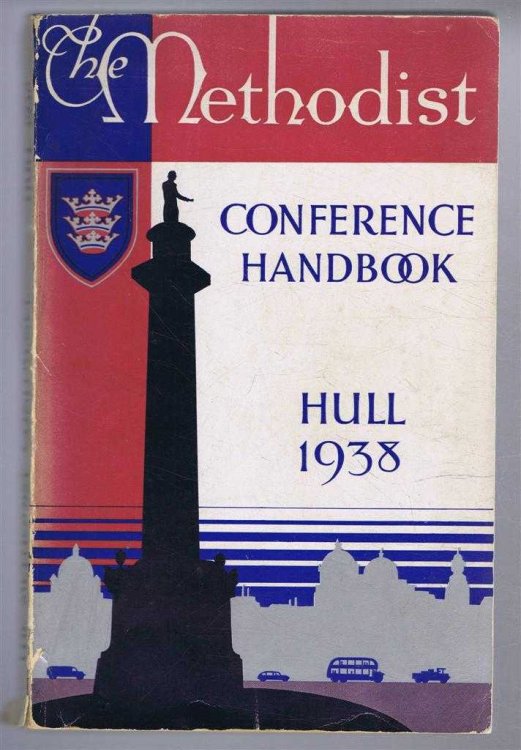 The Methodist
CONFERENCE
HANDBOOK
HULL
1938